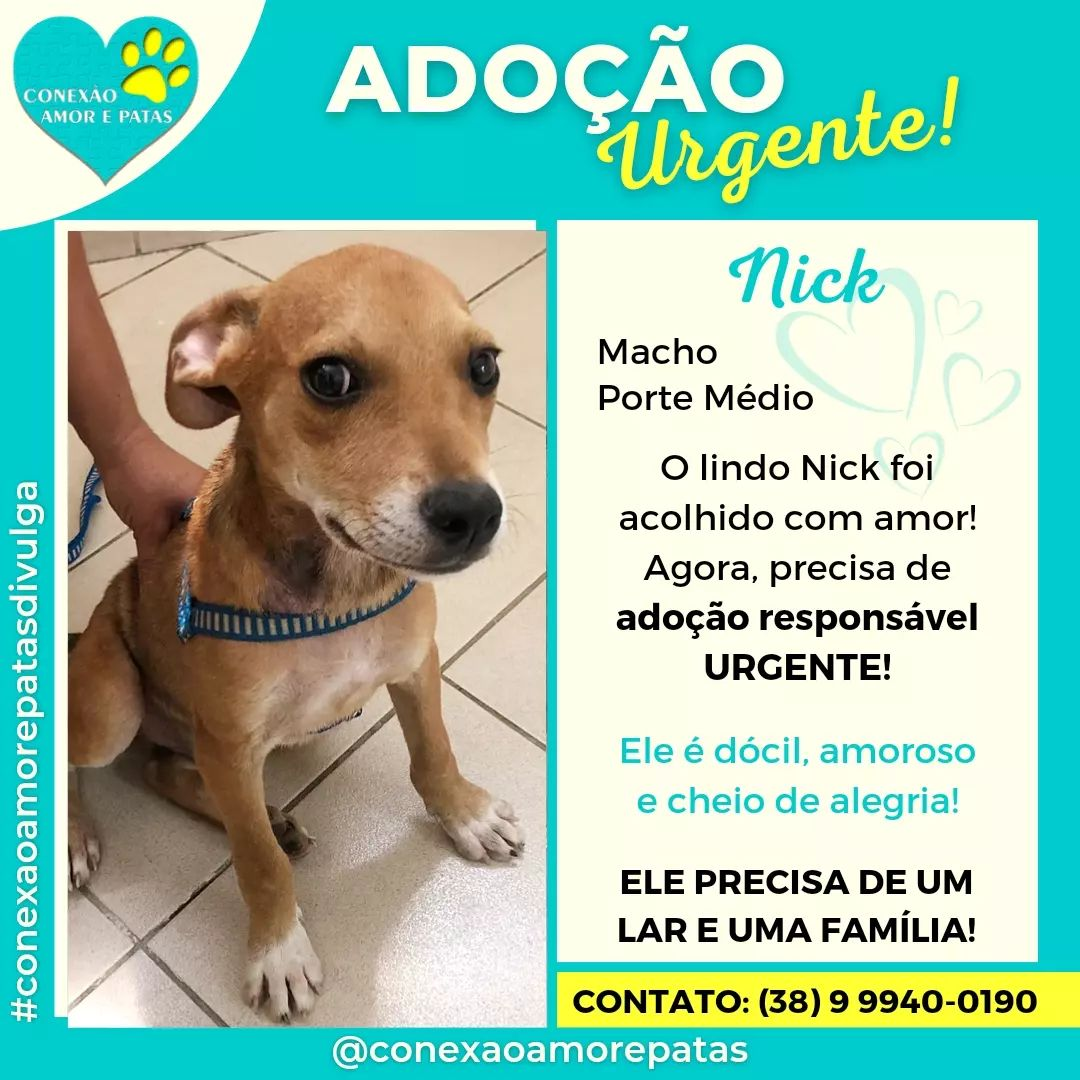 CONEXÃO
AMOR E PATAS
ADOÇÃO
Urgente!
#conexaoamorepatasdivulga
Nick
Macho
Porte Médio
O lindo Nick foi
acolhido com amor!
Agora, precisa de
adoção responsável
URGENTE!
Ele é dócil, amoroso
e cheio de alegria!
ELE PRECISA DE UM
LAR E UMA FAMÍLIA!
CONTATO: (38) 9 9940-0190
@conexaoamorepatas